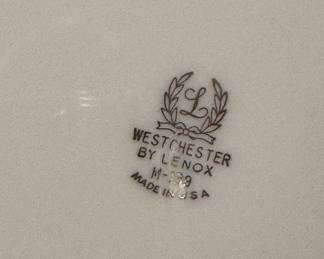 L
WESTCHESTER
BY LENOX
MADE IN USA